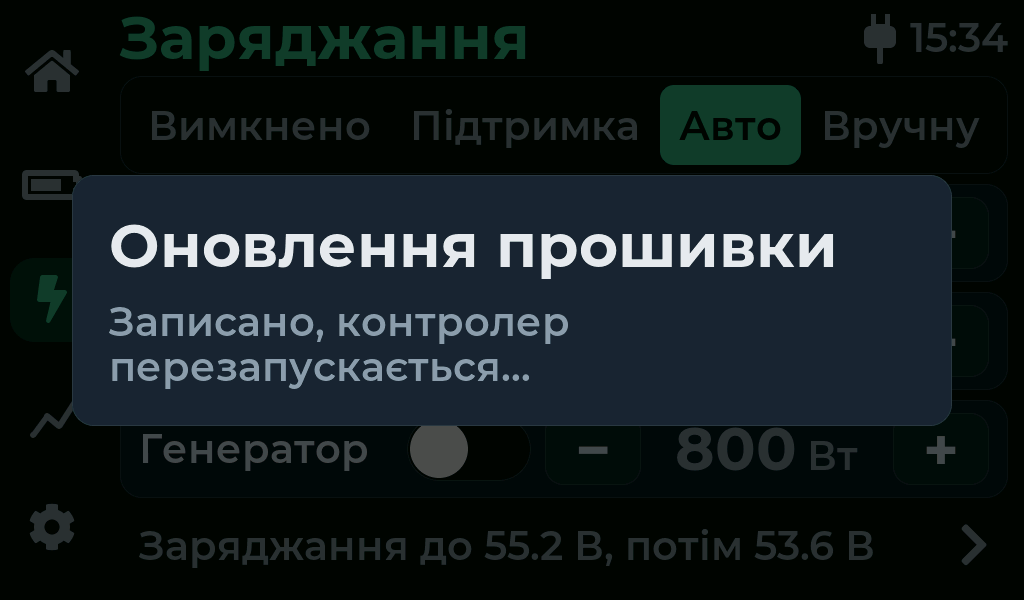 Заряджання
15:34
Вимкнено Підтримка Авто Вручну
Оновлення прошивки
Записано, контролер
перезапускається...
Генератор − 800 Вт +
Заряджання до 55.2 В, потім 53.6 В